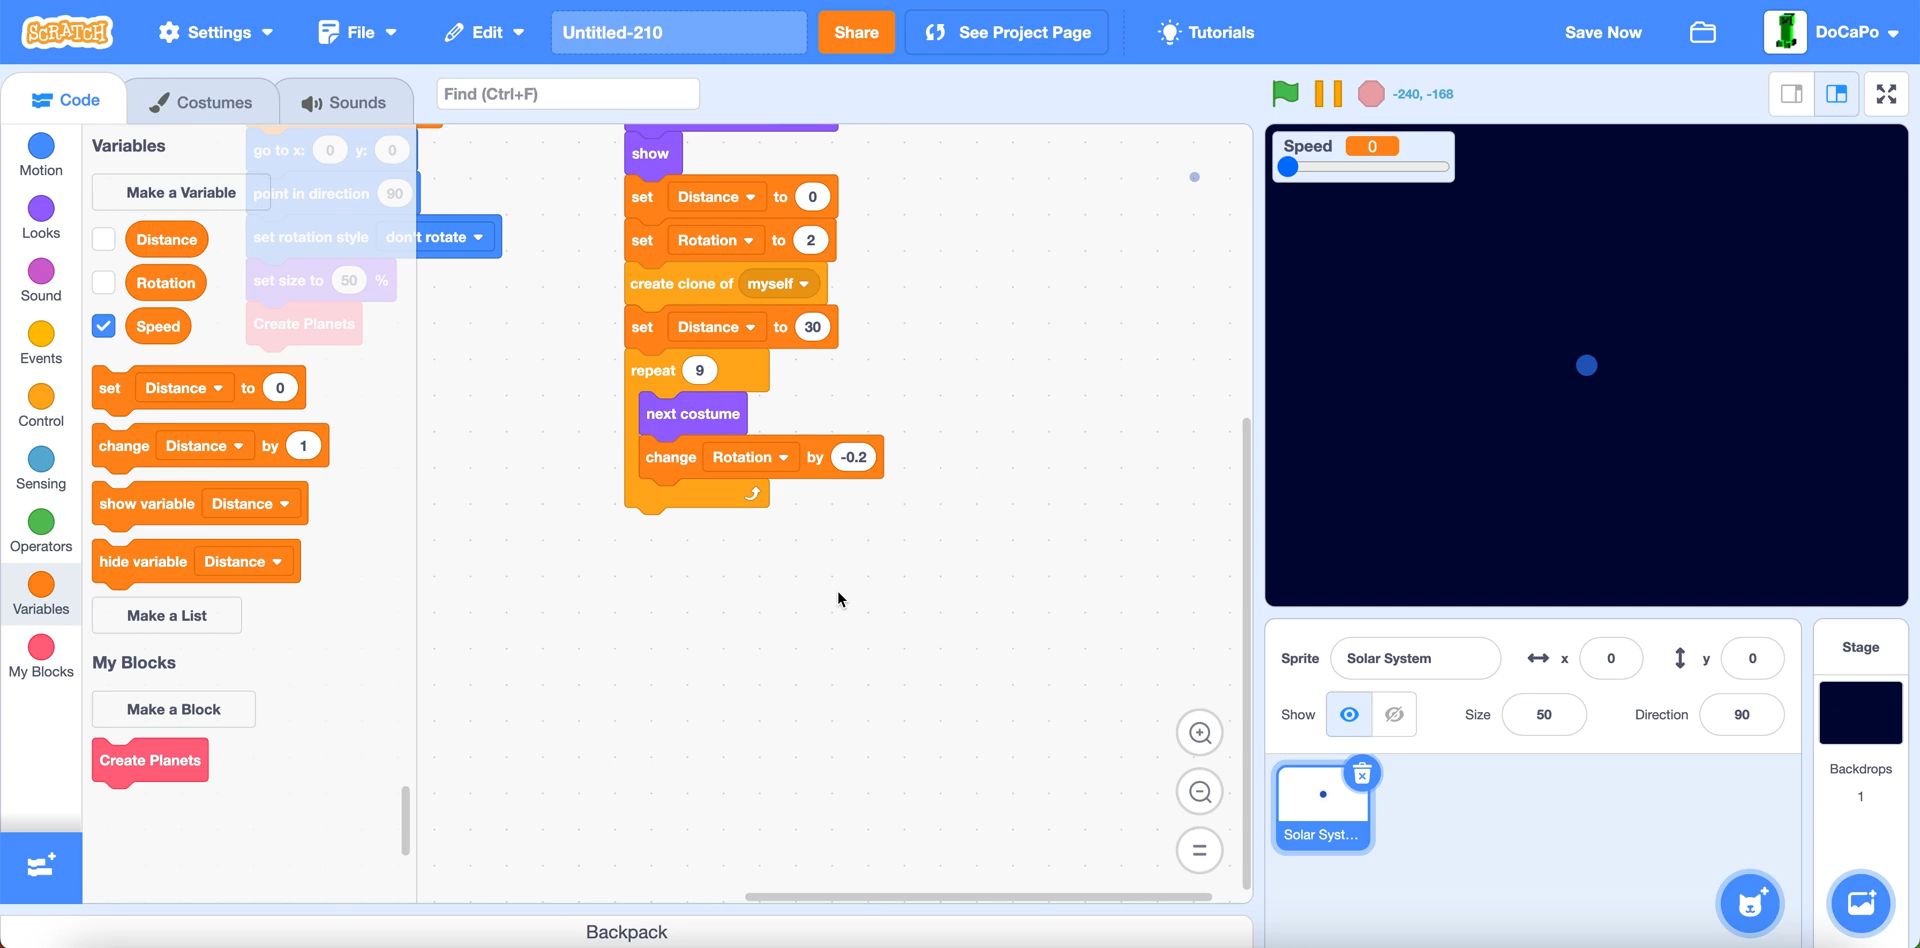 SCRATCH Settings File Edit Untitled-210 Share See Project Page Tutorials Save Now DoCaPo
Code Costumes Sounds Find (Ctrl+F) -240, -168
Motion
Looks
Sound
Events
Control
Sensing
Operators
Variables
My Blocks
Variables
Make a Variable
Distance
Rotation
Speed
set Distance to 0
change Distance by 1
show variable Distance
hide variable Distance
Make a List
My Blocks
Make a Block
Create Planets
go to x: 0 y: 0
point in direction 90
set rotation style don't rotate
set size to 50 %
Create Planets
show
set Distance to 0
set Rotation to 2
create clone of myself
set Distance to 30
repeat 9
next costume
change Rotation by -0.2
Backpack
Speed 0
Sprite Solar System x 0 y 0
Show Size 50 Direction 90
Solar Syst...
Stage
Backdrops
1